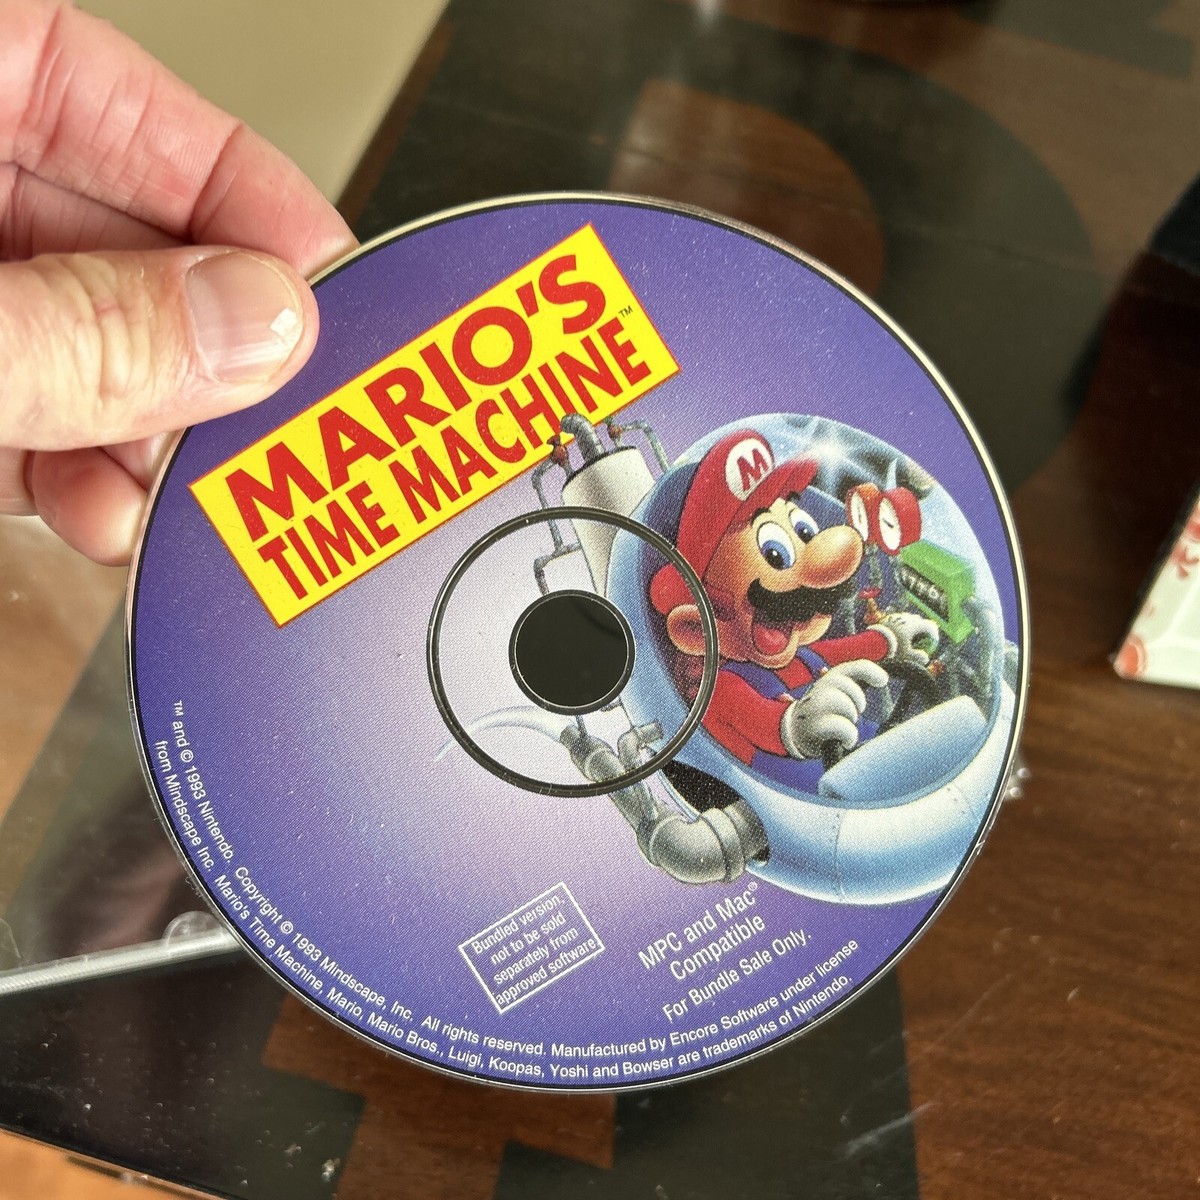 MARIO'S
TIME MACHINE™
M
Bundled version,
not to be sold
separately from
approved software
MPC and Mac®
Compatible
For Bundle Sale Only.
™ and © 1993 Nintendo. Copyright © 1993 Mindscape, Inc. All rights reserved. Manufactured by Encore Software under license
from Mindscape Inc. Mario's Time Machine, Mario, Mario Bros., Luigi, Koopas, Yoshi and Bowser are trademarks of Nintendo.